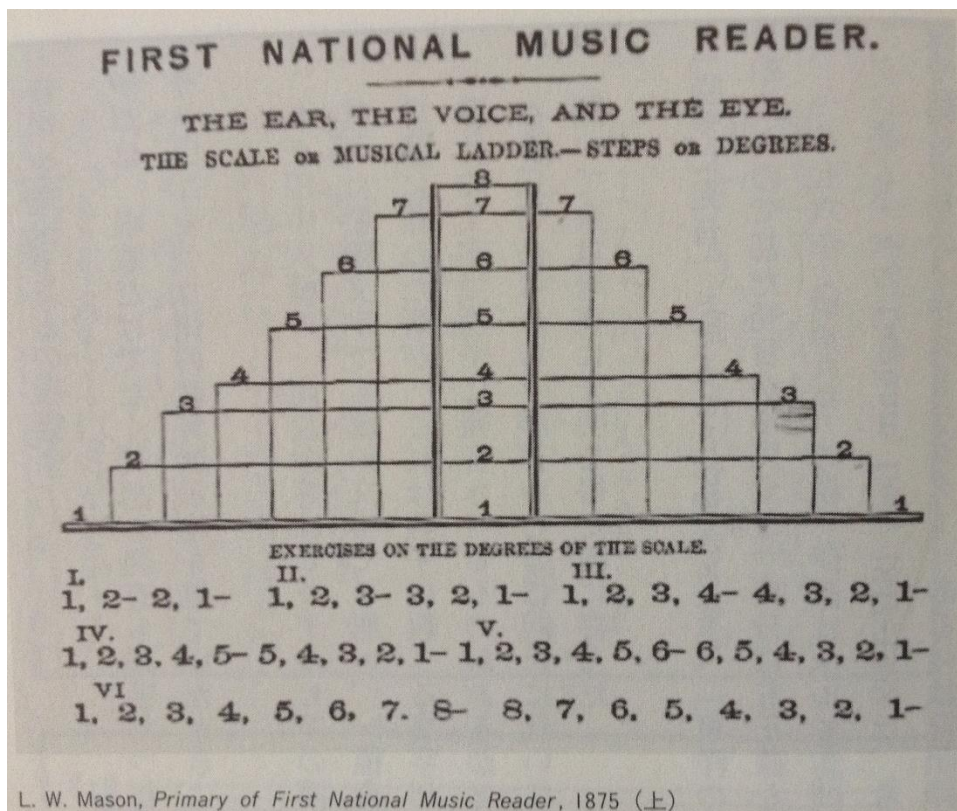 FIRST NATIONAL MUSIC READER.
THE EAR, THE VOICE, AND THE EYE.
THE SCALE OR MUSICAL LADDER.—STEPS OR DEGREES.
8
7 7 7
6 6 6
5 5 5
4 4 4
3 3 3
2 2 2
1 1 1
EXERCISES ON THE DEGREES OF THE SCALE.
I. II. III.
1, 2– 2, 1– 1, 2, 3– 3, 2, 1– 1, 2, 3, 4– 4, 3, 2, 1–
IV. V.
1, 2, 3, 4, 5– 5, 4, 3, 2, 1– 1, 2, 3, 4, 5, 6– 6, 5, 4, 3, 2, 1–
VI
1, 2, 3, 4, 5, 6, 7. 8– 8, 7, 6, 5, 4, 3, 2, 1–
L. W. Mason, Primary of First National Music Reader, 1875 (上)